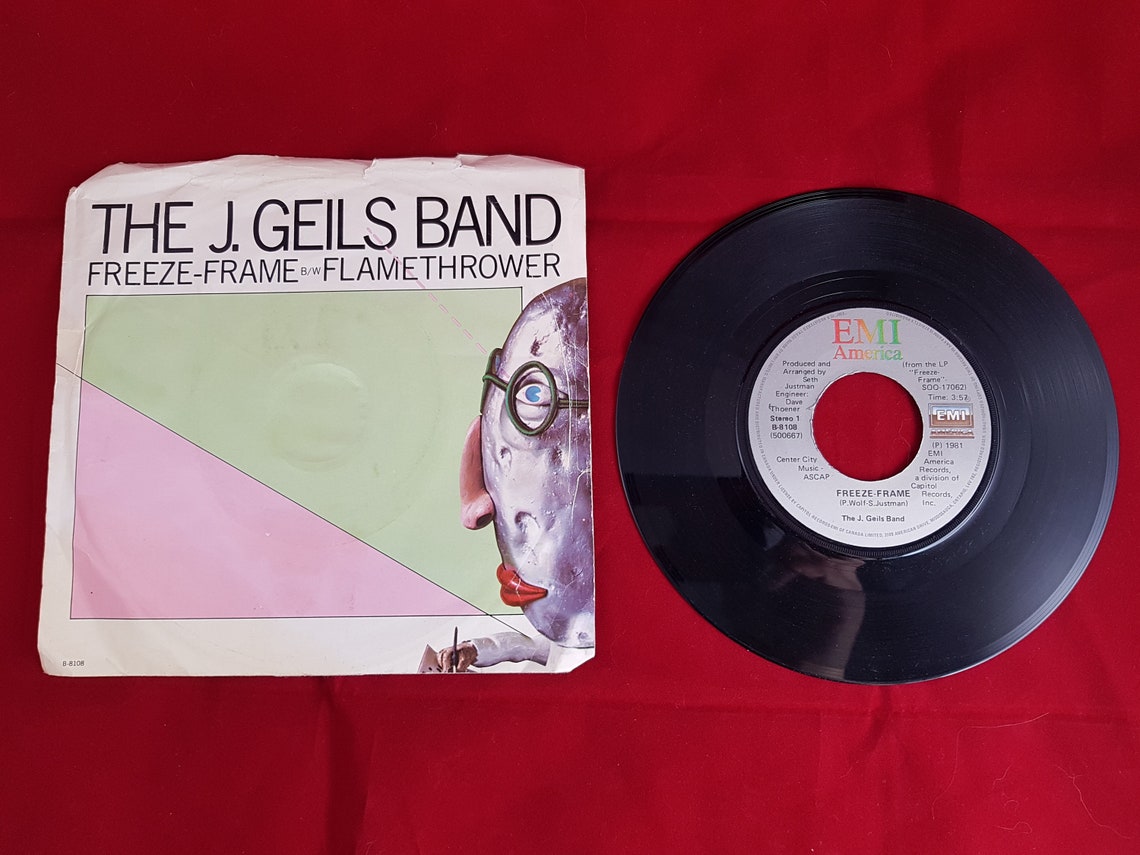 THE J. GEILS BAND
FREEZE-FRAME B/W FLAMETHROWER
B-8108
EMI
America
Produced and
Arranged by
Seth
Justman
Engineer:
Dave
Thoener
Stereo 1
B-8108
(500667)
Center City
Music -
ASCAP
(from the LP
"Freeze-
Frame"-
SOO-17062)
Time: 3:57
EMI
(P) 1981
EMI
America
Records,
a division of
Capitol
Records,
Inc.
FREEZE-FRAME
(P.Wolf-S.Justman)
The J. Geils Band